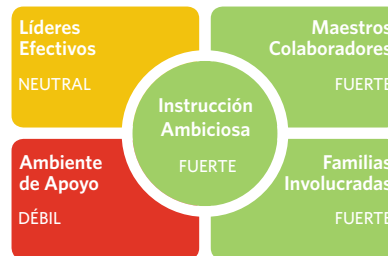 Líderes
Efectivos
NEUTRAL
Maestros
Colaboradores
FUERTE
Instrucción
Ambiciosa
FUERTE
Ambiente
de Apoyo
DÉBIL
Familias
Involucradas
FUERTE